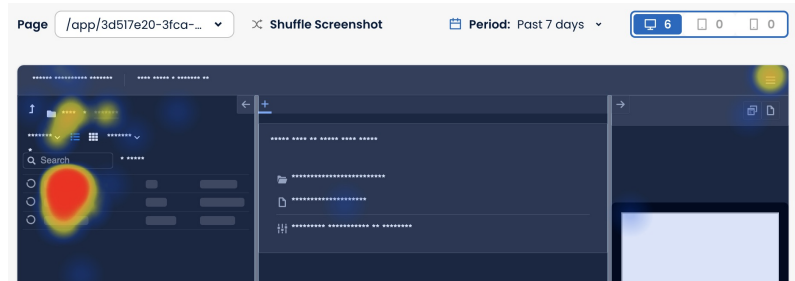 Page /app/3d517e20-3fca-... Shuffle Screenshot Period: Past 7 days 6 0 0
****** ********** ******* **** ***** * ******* **
**** * *******
******* *******
Search * *****
***** **** ** ***** **** *****
*************************
********************
********* *********** ** ********